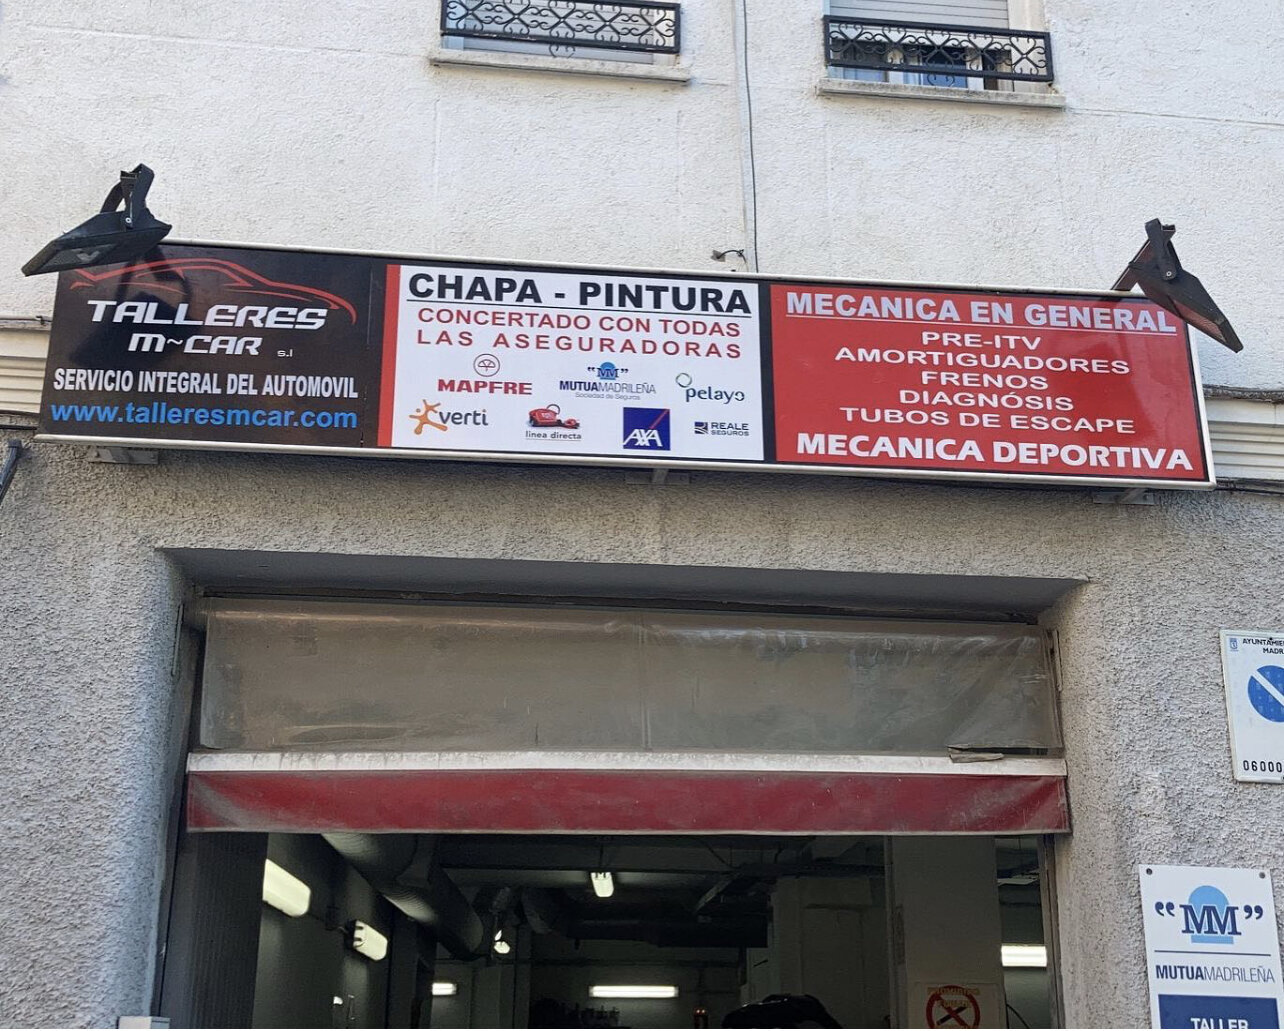 TALLERES
M~CAR s.l
SERVICIO INTEGRAL DEL AUTOMOVIL
www.talleresmcar.com
CHAPA - PINTURA
CONCERTADO CON TODAS
LAS ASEGURADORAS
MAPFRE
"MM"
MUTUAMADRILEÑA
Sociedad de Seguros
Pelayo
verti
linea directa
AXA
REALE
SEGUROS
MECANICA EN GENERAL
PRE-ITV
AMORTIGUADORES
FRENOS
DIAGNÓSIS
TUBOS DE ESCAPE
MECANICA DEPORTIVA
06000
"MM"
MUTUAMADRILEÑA
TALLER